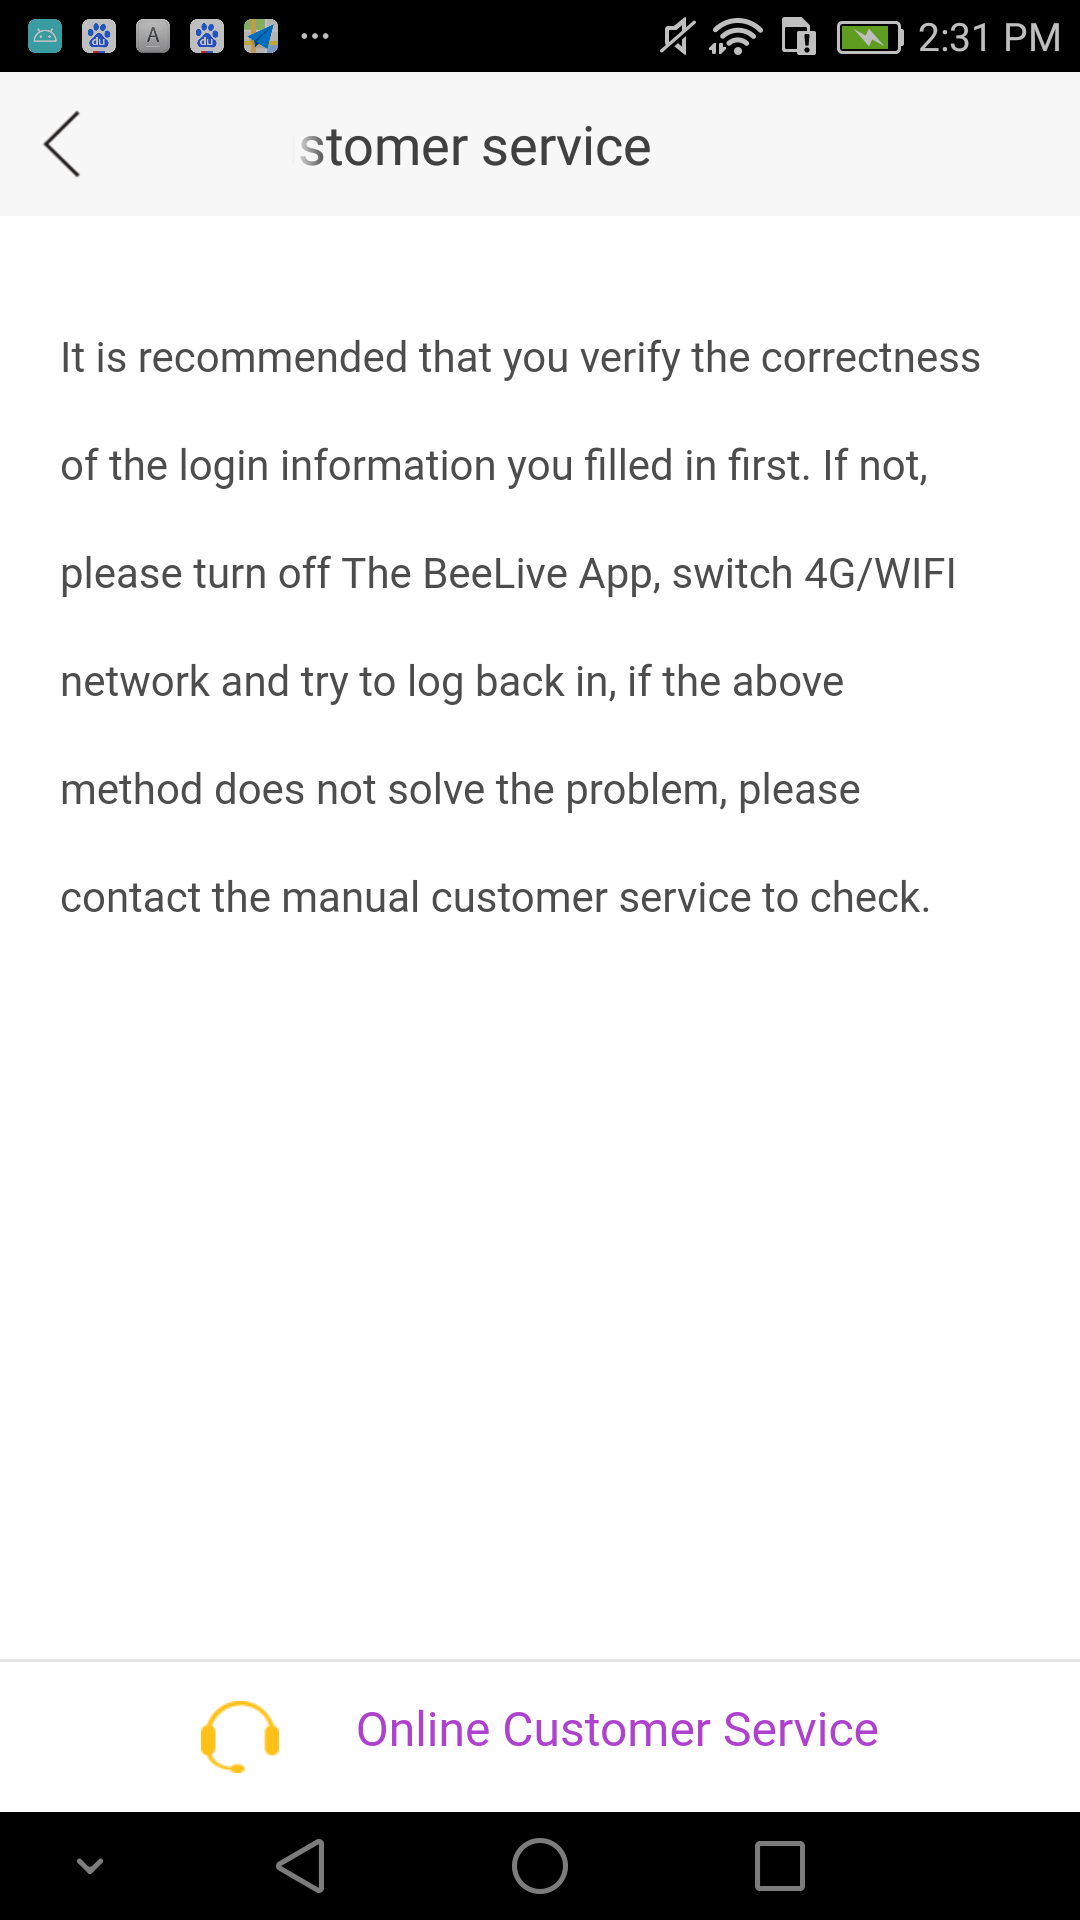 2:31 PM
stomer service
It is recommended that you verify the correctness
of the login information you filled in first. If not,
please turn off The BeeLive App, switch 4G/WIFI
network and try to log back in, if the above
method does not solve the problem, please
contact the manual customer service to check.
Online Customer Service